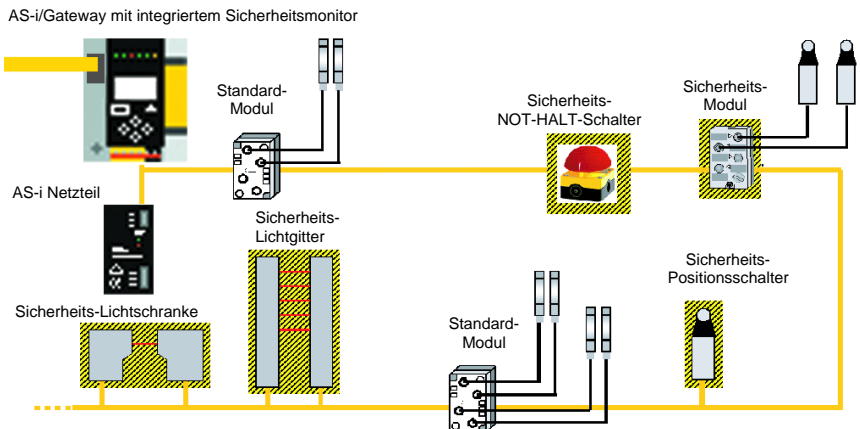 AS-i/Gateway mit integriertem Sicherheitsmonitor
Standard-
Modul
Sicherheits-
NOT-HALT-Schalter
Sicherheits-
Modul
AS-i Netzteil
Sicherheits-
Lichtgitter
Sicherheits-
Positionsschalter
Sicherheits-Lichtschranke
Standard-
Modul